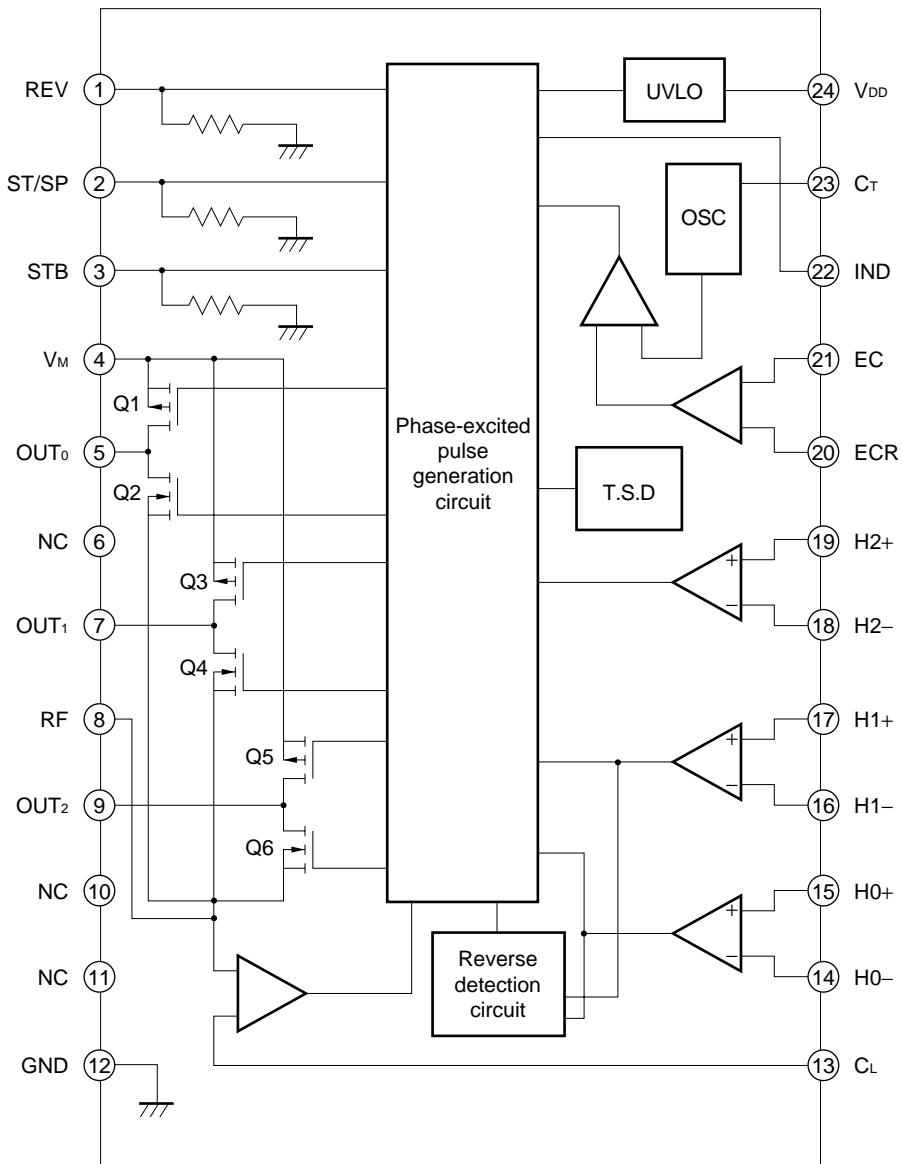 REV 1
ST/SP 2
STB 3
VM 4
Q1
OUT0 5
Q2
NC 6
Q3
OUT1 7
Q4
RF 8
Q5
OUT2 9
Q6
NC 10
NC 11
GND 12
Phase-excited
pulse
generation
circuit
Reverse
detection
circuit
UVLO
24 VDD
23 CT
OSC
22 IND
21 EC
20 ECR
T.S.D
19 H2+
+
−
18 H2−
17 H1+
+
−
16 H1−
15 H0+
+
−
14 H0−
13 CL